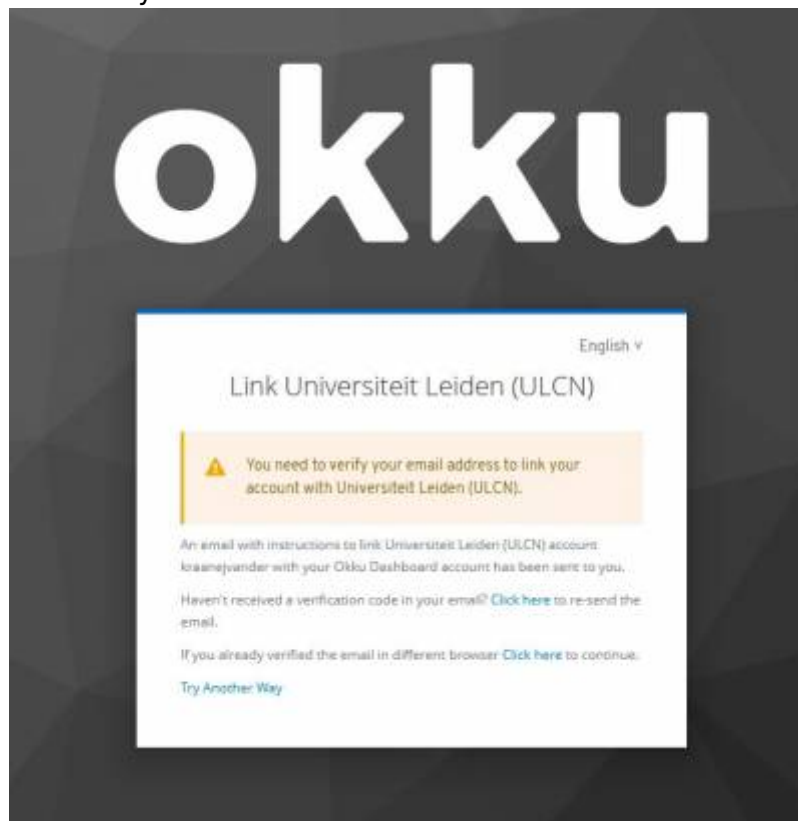 okku
English
Link Universiteit Leiden (ULCN)
You need to verify your email address to link your
account with Universiteit Leiden (ULCN).
An email with instructions to link Universiteit Leiden (ULCN) account
kraanejvander with your Okku Dashboard account has been sent to you.
Haven't received a verification code in your email? Click here to re-send the
email.
If you already verified the email in different browser Click here to continue.
Try Another Way